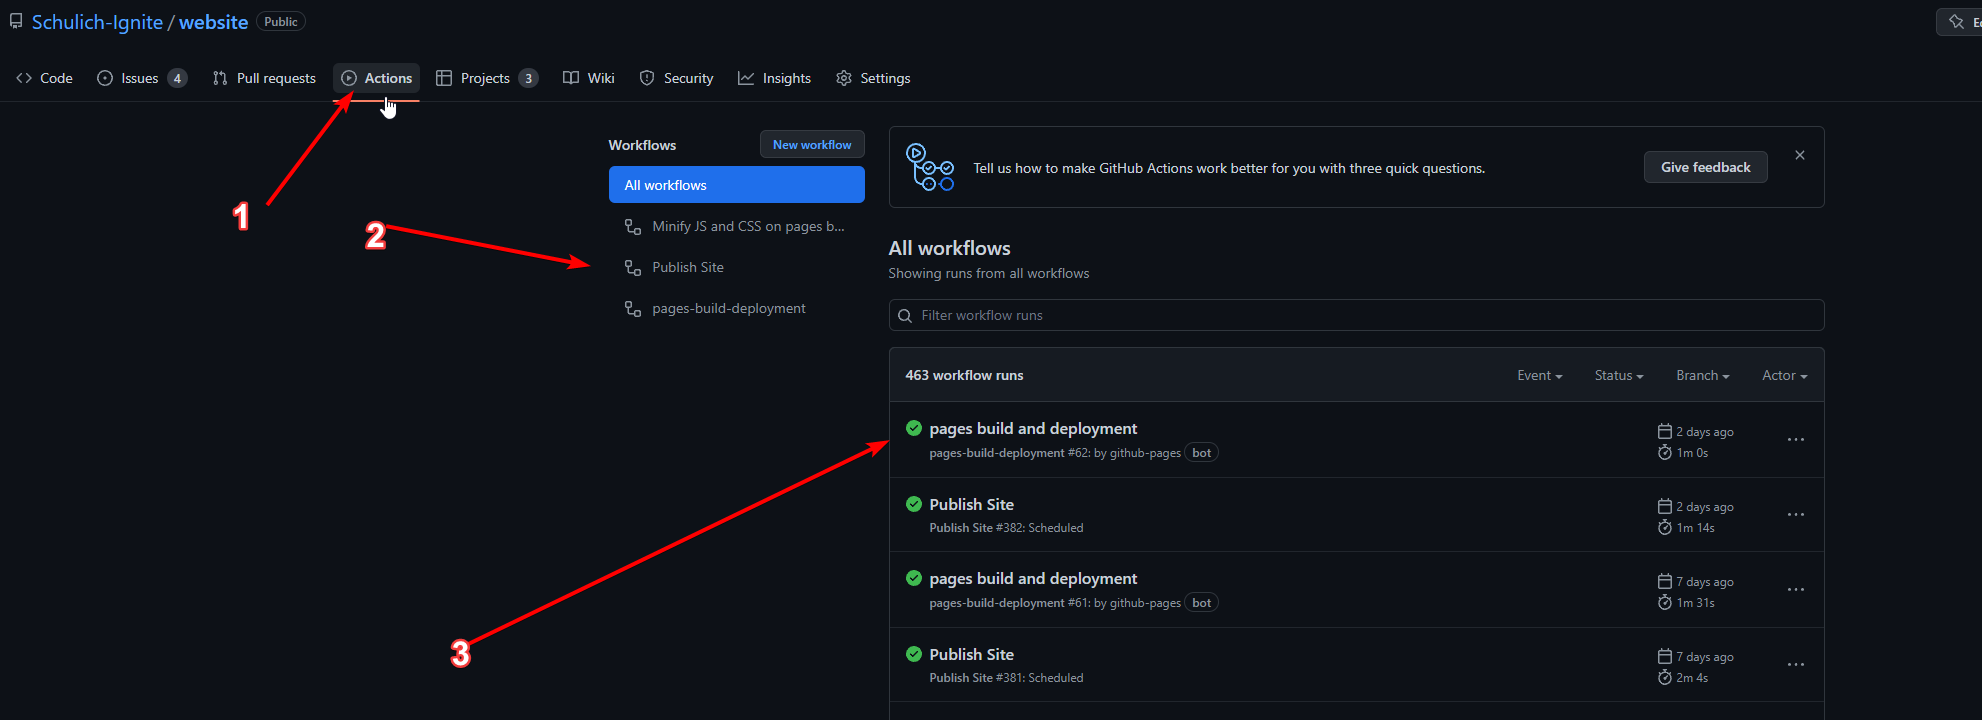 Schulich-Ignite / website Public
Code Issues 4 Pull requests Actions Projects 3 Wiki Security Insights Settings
1
2
3
Workflows New workflow
All workflows
Minify JS and CSS on pages b...
Publish Site
pages-build-deployment
Tell us how to make GitHub Actions work better for you with three quick questions. Give feedback
All workflows
Showing runs from all workflows
Filter workflow runs
463 workflow runs Event Status Branch Actor
pages build and deployment 2 days ago
pages-build-deployment #62: by github-pages bot 1m 0s
Publish Site 2 days ago
Publish Site #382: Scheduled 1m 14s
pages build and deployment 7 days ago
pages-build-deployment #61: by github-pages bot 1m 31s
Publish Site 7 days ago
Publish Site #381: Scheduled 2m 4s